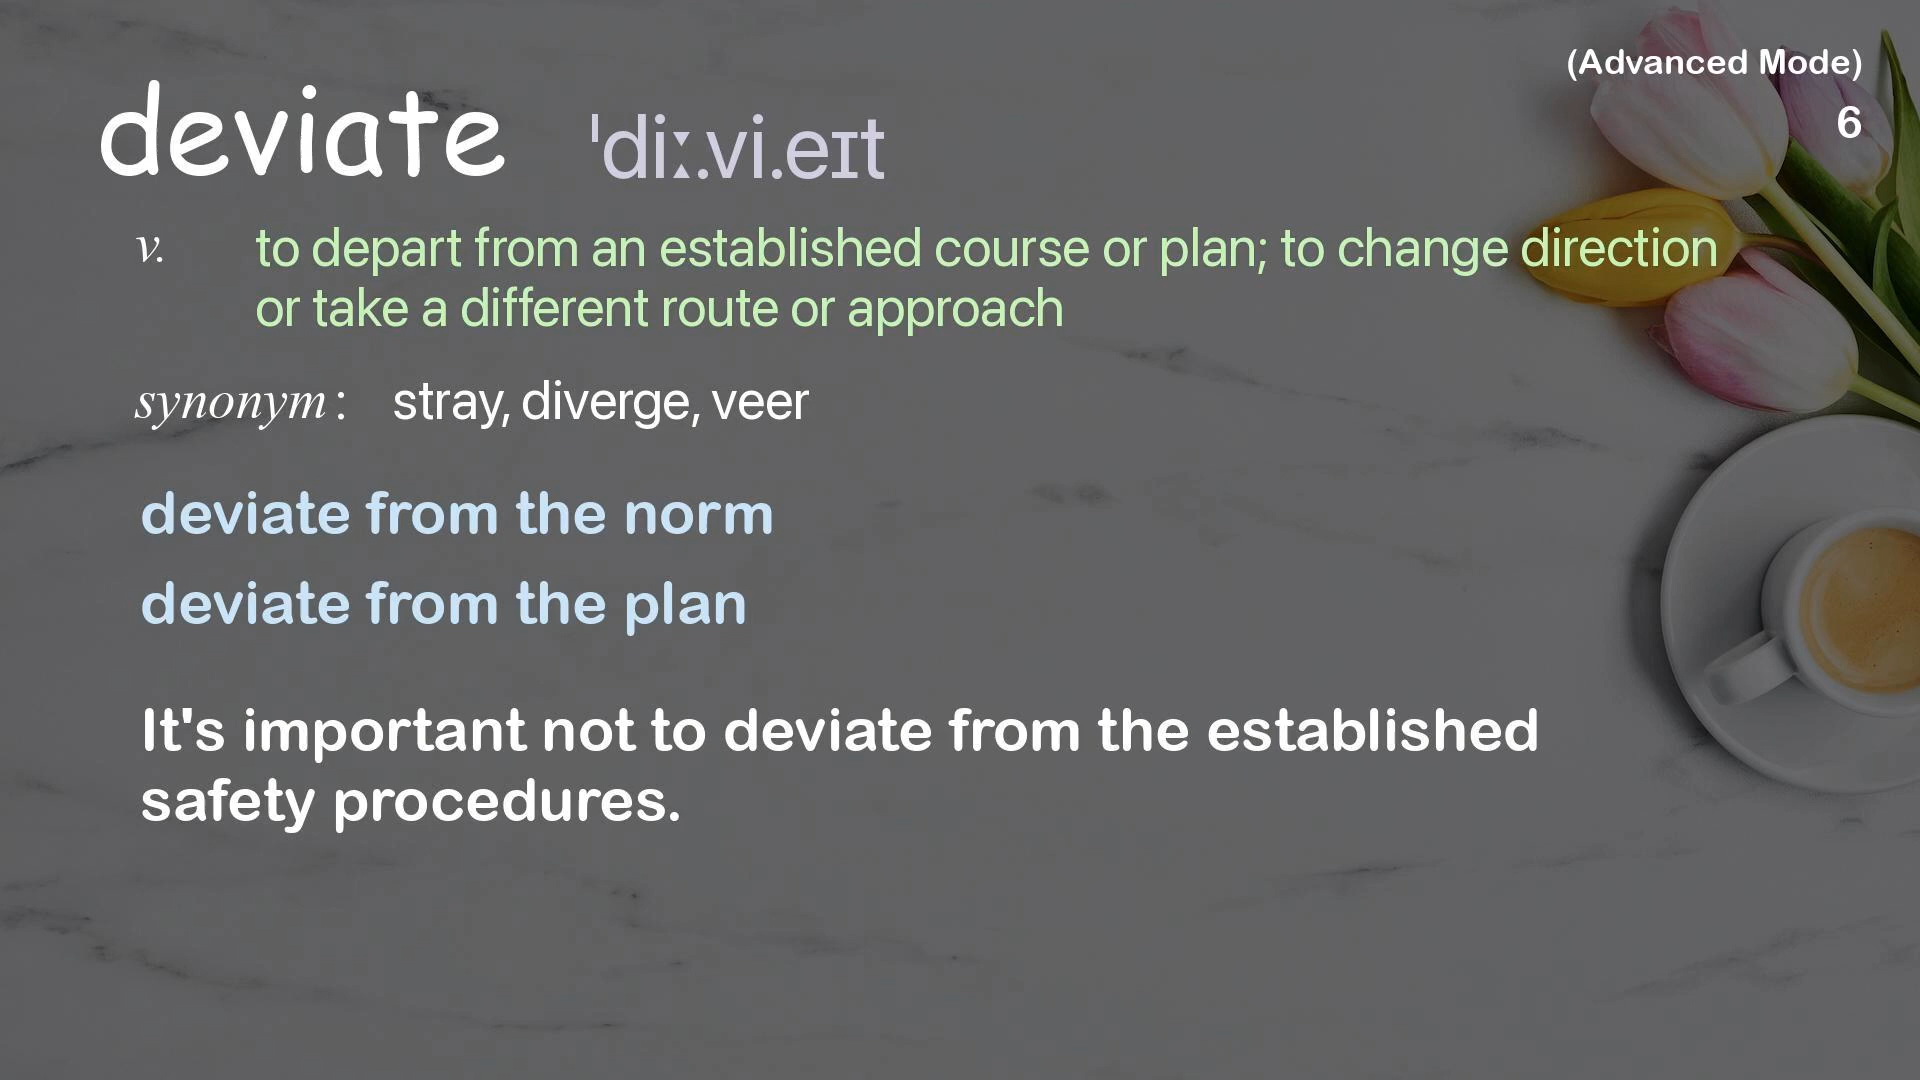 (Advanced Mode)
6
deviate ˈdiː.vi.eɪt
v. to depart from an established course or plan; to change direction
or take a different route or approach
synonym : stray, diverge, veer
deviate from the norm
deviate from the plan
It's important not to deviate from the established
safety procedures.